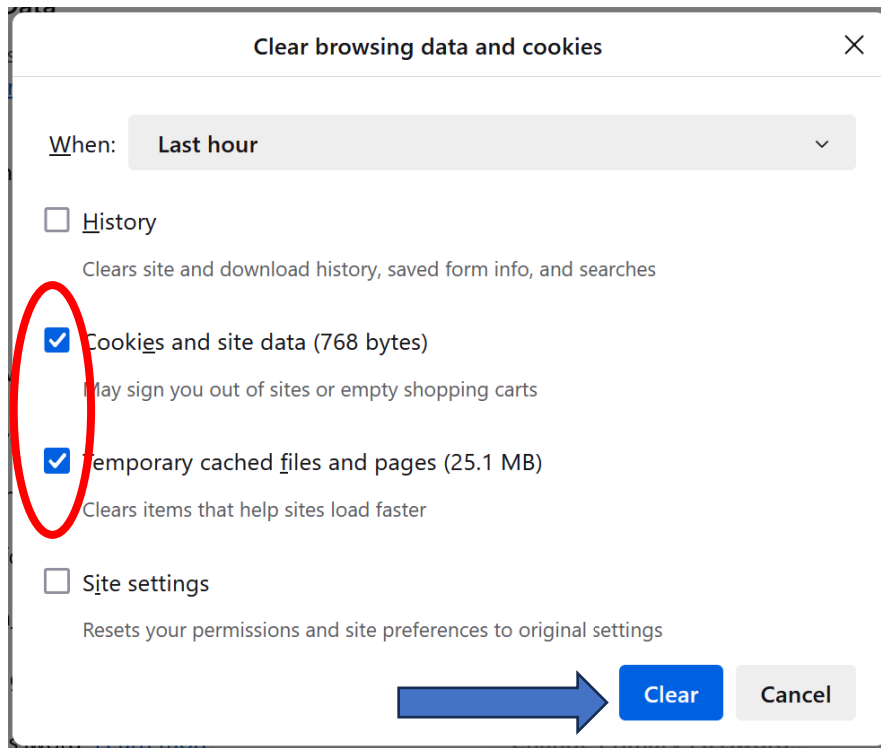 Data
Clear browsing data and cookies
When: Last hour
History
Clears site and download history, saved form info, and searches
Cookies and site data (768 bytes)
May sign you out of sites or empty shopping carts
Temporary cached files and pages (25.1 MB)
Clears items that help sites load faster
Site settings
Resets your permissions and site preferences to original settings
Clear Cancel